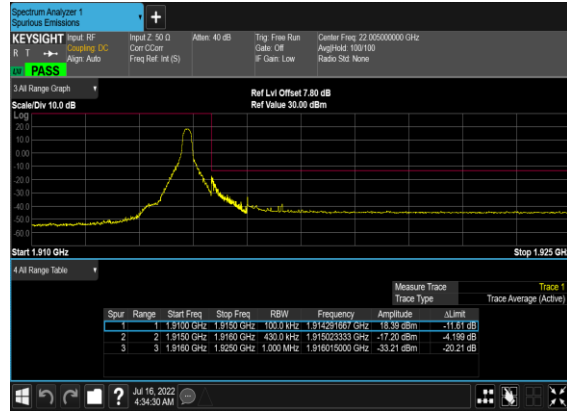 Spectrum Analyzer 1
Spurious Emissions
KEYSIGHT Input: RF Input Z: 50 Ω Atten: 40 dB Trig: Free Run Center Freq: 22.005000000 GHz
R T Coupling: DC Corr CCorr Gate: Off Avg|Hold: 100/100
Align: Auto Freq Ref: Int (S) IF Gain: Low Radio Std: None
PASS
3 All Range Graph
Ref Lvl Offset 7.80 dB
Scale/Div 10.0 dB Ref Value 30.00 dBm
Log
20.0
10.0
0.00
-10.0
-20.0
-30.0
-40.0
-50.0
-60.0
Start 1.910 GHz Stop 1.925 GH
4 All Range Table
Measure Trace Trace 1
Trace Type Trace Average (Active)
Spur Range Start Freq Stop Freq RBW Frequency Amplitude ΔLimit
1 1 1.9100 GHz 1.9150 GHz 100.0 kHz 1.914291667 GHz 18.39 dBm -11.61 dB
2 2 1.9150 GHz 1.9160 GHz 430.0 kHz 1.915023333 GHz -17.20 dBm -4.199 dB
3 3 1.9160 GHz 1.9250 GHz 1.000 MHz 1.916015000 GHz -33.21 dBm -20.21 dB
? Jul 16, 2022
4:34:30 AM